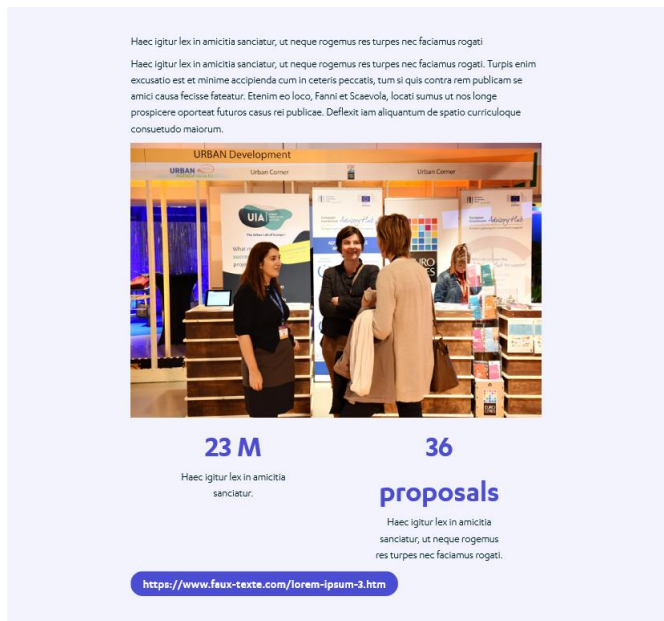 Haec igitur lex in amicitia sanciatur, ut neque rogemus res turpes nec faciamus rogati
Haec igitur lex in amicitia sanciatur, ut neque rogemus res turpes nec faciamus rogati. Turpis enim
excusatio est et minime accipienda cum in ceteris peccatis, tum si quis contra rem publicam se
amici causa fecisse fateatur. Etenim eo loco, Fanni et Scaevola, locati sumus ut nos longe
prospicere oporteat futuros casus rei publicae. Deflexit iam aliquantum de spatio curriculoque
consuetudo maiorum.
URBAN Development
URBAN
Urban Corner
Urban Corner
UIA
Advisory Hub
Advisory Hub
EURO
23 M
Haec igitur lex in amicitia
sanciatur.
36
proposals
Haec igitur lex in amicitia
sanciatur, ut neque rogemus
res turpes nec faciamus rogati.
https://www.faux-texte.com/lorem-ipsum-3.htm